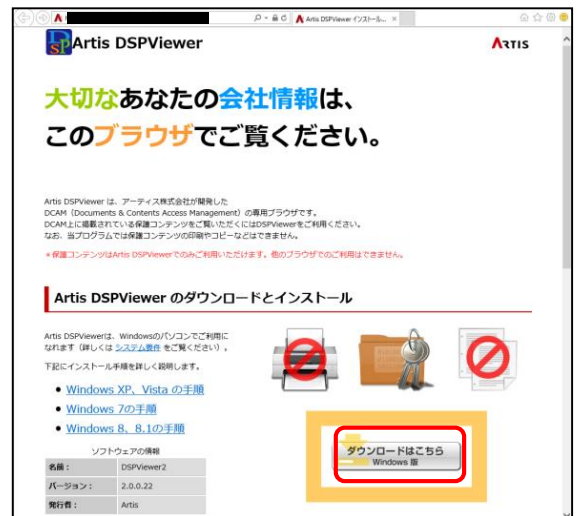 Artis DSPViewer インストール...
Artis DSPViewer
ARTIS
大切なあなたの会社情報は、
このブラウザでご覧ください。
Artis DSPViewer は、アーティス株式会社が開発した
DCAM（Documents & Contents Access Management）の専用ブラウザです。
DCAM上に掲載されている保護コンテンツをご覧いただくにはDSPViewerをご利用ください。
なお、当プログラムでは保護コンテンツの印刷やコピーなどはできません。
*保護コンテンツはArtis DSPViewerでのみご利用いただけます。他のブラウザでのご利用はできません。
Artis DSPViewer のダウンロードとインストール
Artis DSPViewerは、Windowsのパソコンでご利用に
なれます（詳しくは システム要件 をご覧ください）。
下記にインストール手順を詳しく説明します。
• Windows XP、Vista の手順
• Windows 7の手順
• Windows 8、8.1の手順
ダウンロードはこちら
Windows 版
ソフトウェアの情報
名前： DSPViewer2
バージョン： 2.0.0.22
発行者： Artis